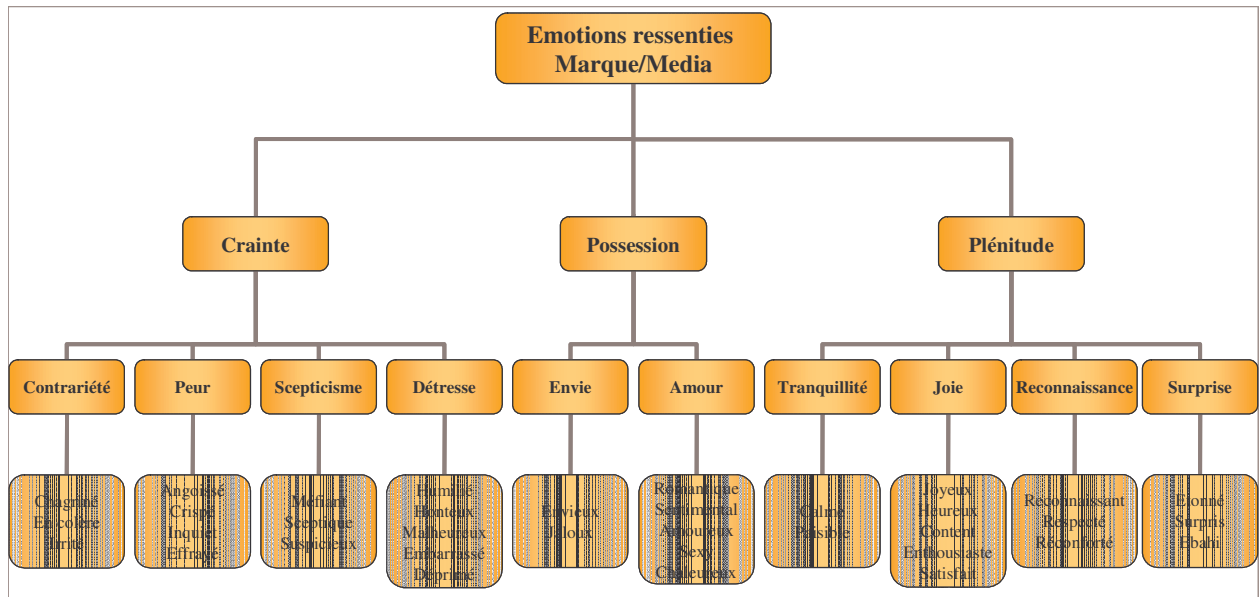 Emotions ressenties
Marque/Media
Crainte
Possession
Plénitude
Contrariété
Peur
Scepticisme
Détresse
Envie
Amour
Tranquillité
Joie
Reconnaissance
Surprise
Chagriné
En colère
Irrité
Angoissé
Crispé
Inquiet
Effrayé
Méfiant
Sceptique
Suspicieux
Humilié
Honteux
Malheureux
Embarrassé
Déprimé
Envieux
Jaloux
Romantique
Sentimental
Amoureux
Sexy
Chaleureux
Calme
Paisible
Joyeux
Heureux
Content
Enthousiaste
Satisfait
Reconnaissant
Respecté
Réconforté
Etonné
Surpris
Ebahi